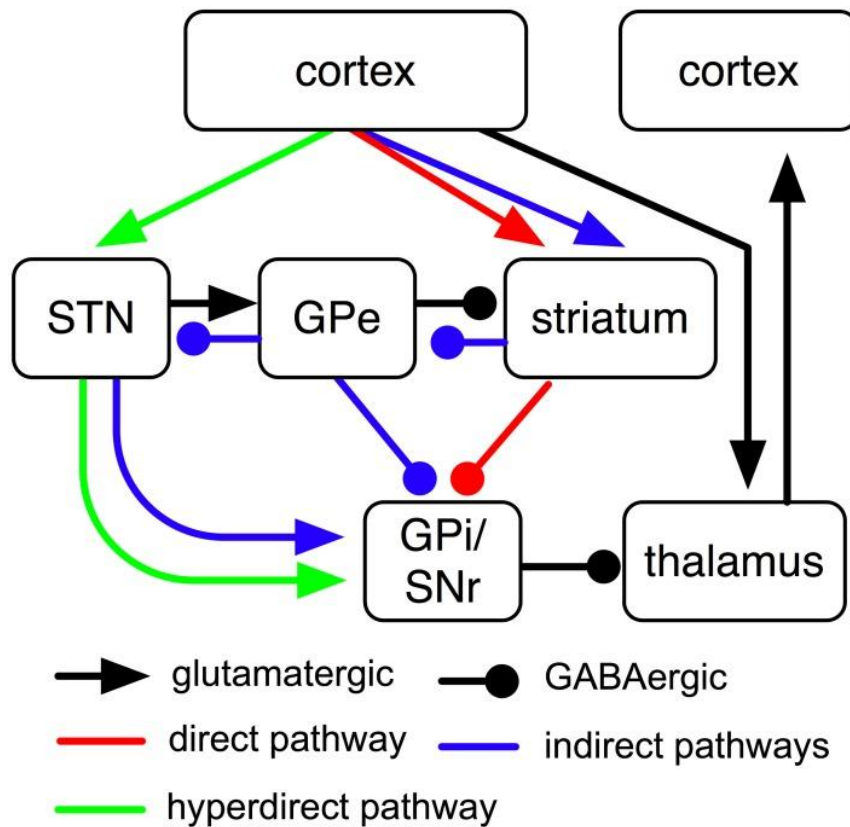 cortex
cortex
STN
GPe
striatum
GPi/
SNr
thalamus
glutamatergic
GABAergic
direct pathway
indirect pathways
hyperdirect pathway